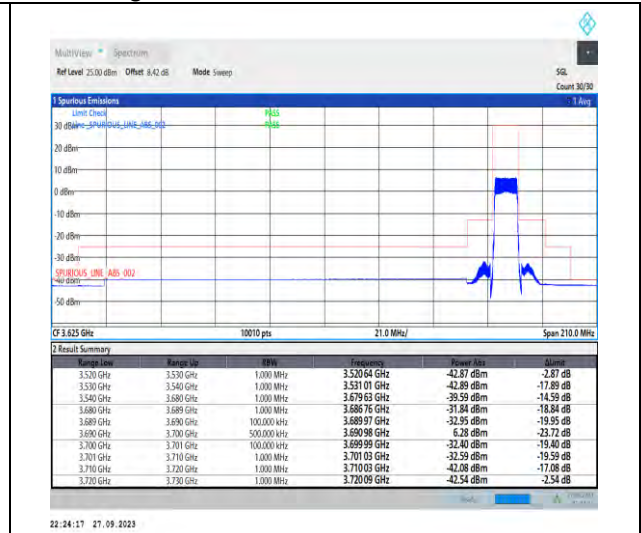 MultiView Spectrum
Ref Level 25.00 dBm Offset 8.42 dB Mode Sweep SGL
Count 30/30
1 Spurious Emissions 1 Avg
Limit Check PASS
30 dBm Line _SPURIOUS_LINE_ABS_002 PASS
20 dBm
10 dBm
0 dBm
-10 dBm
-20 dBm
-30 dBm
_SPURIOUS_LINE_ABS_002
-40 dBm
-50 dBm
CF 3.625 GHz 10010 pts 21.0 MHz/ Span 210.0 MHz
2 Result Summary
Range Low Range Up RBW Frequency Power Abs ΔLimit
3.520 GHz 3.530 GHz 1.000 MHz 3.520 64 GHz -42.87 dBm -2.87 dB
3.530 GHz 3.540 GHz 1.000 MHz 3.531 01 GHz -42.89 dBm -17.89 dB
3.540 GHz 3.680 GHz 1.000 MHz 3.679 63 GHz -39.59 dBm -14.59 dB
3.680 GHz 3.689 GHz 1.000 MHz 3.686 76 GHz -31.84 dBm -18.84 dB
3.689 GHz 3.690 GHz 100.000 kHz 3.689 97 GHz -32.95 dBm -19.95 dB
3.690 GHz 3.700 GHz 500.000 kHz 3.690 98 GHz 6.28 dBm -23.72 dB
3.700 GHz 3.701 GHz 100.000 kHz 3.699 99 GHz -32.40 dBm -19.40 dB
3.701 GHz 3.710 GHz 1.000 MHz 3.701 03 GHz -32.59 dBm -19.59 dB
3.710 GHz 3.720 GHz 1.000 MHz 3.710 03 GHz -42.08 dBm -17.08 dB
3.720 GHz 3.730 GHz 1.000 MHz 3.720 09 GHz -42.54 dBm -2.54 dB
22:24:17 27.09.2023